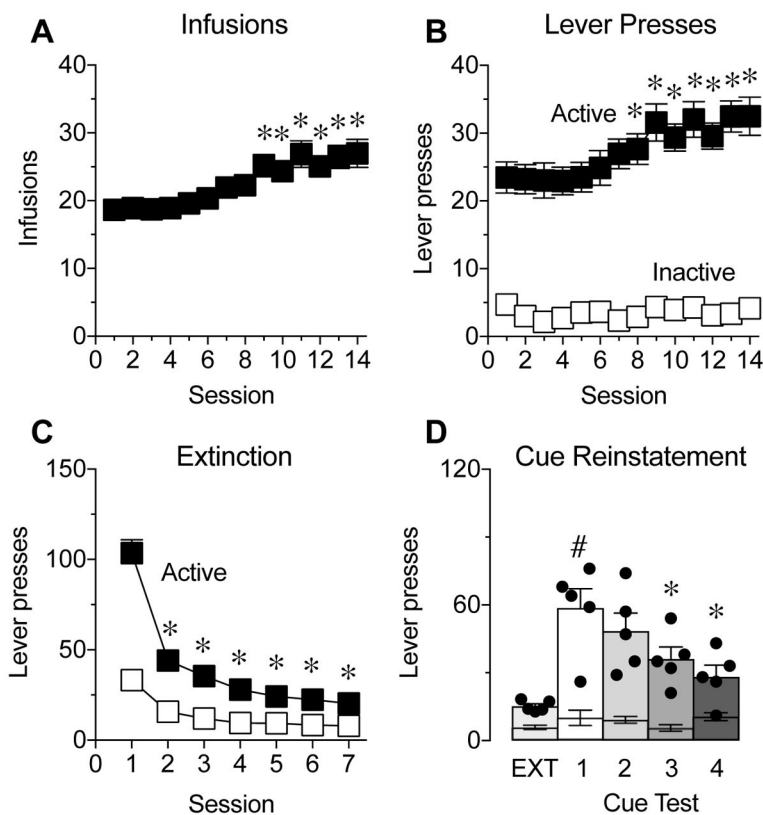 A
Infusions
Infusions
40
30
20
10
0
* * * * * *
0 2 4 6 8 10 12 14
Session
B
Lever Presses
Lever presses
40
30
20
10
0
* * * * * * *
Active
Inactive
0 2 4 6 8 10 12 14
Session
C
Extinction
Lever presses
150
100
50
0
Active
* * * * * *
0 1 2 3 4 5 6 7
Session
D
Cue Reinstatement
Lever presses
120
60
0
#
* *
EXT 1 2 3 4
Cue Test